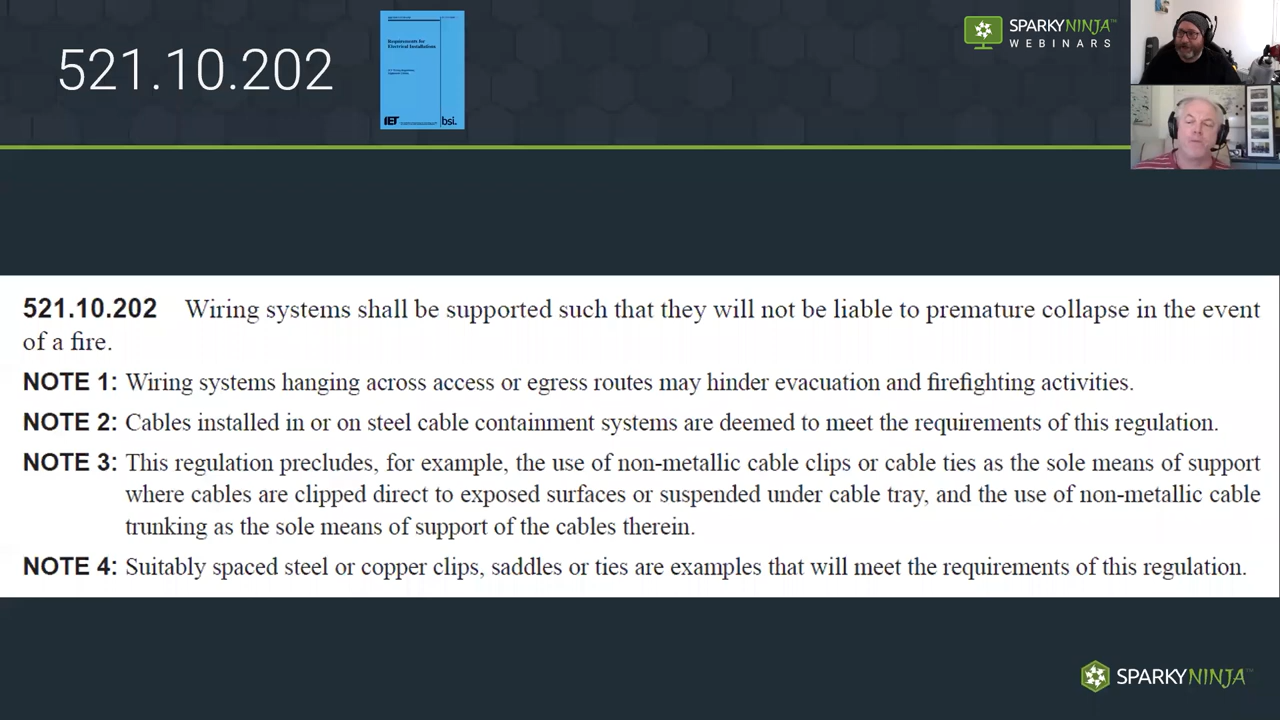 521.10.202
Requirements for
Electrical Installations
IET
bsi.
SPARKYNINJA™
WEBINARS
521.10.202 Wiring systems shall be supported such that they will not be liable to premature collapse in the event
of a fire.
NOTE 1: Wiring systems hanging across access or egress routes may hinder evacuation and firefighting activities.
NOTE 2: Cables installed in or on steel cable containment systems are deemed to meet the requirements of this regulation.
NOTE 3: This regulation precludes, for example, the use of non-metallic cable clips or cable ties as the sole means of support
where cables are clipped direct to exposed surfaces or suspended under cable tray, and the use of non-metallic cable
trunking as the sole means of support of the cables therein.
NOTE 4: Suitably spaced steel or copper clips, saddles or ties are examples that will meet the requirements of this regulation.
SPARKYNINJA™